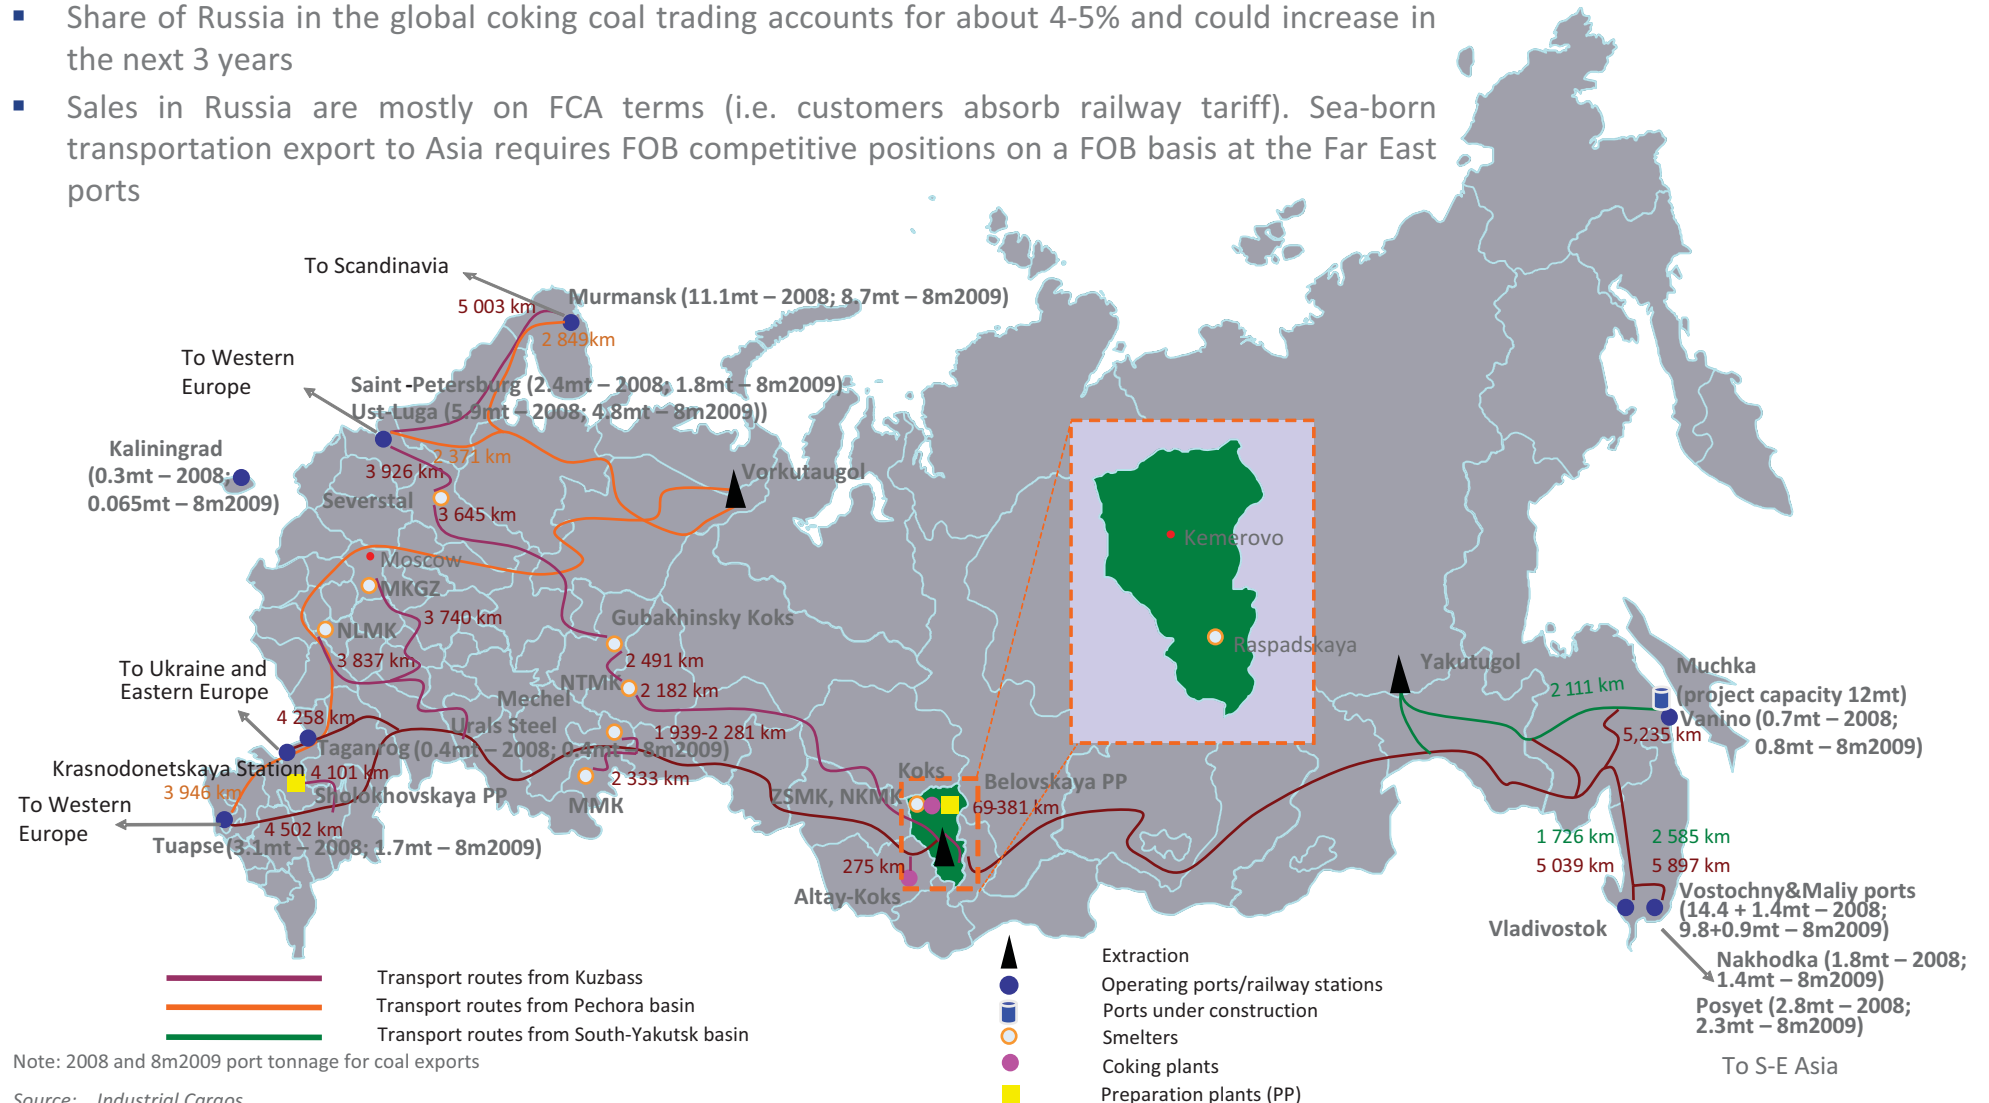 ▪ Share of Russia in the global coking coal trading accounts for about 4-5% and could increase in
the next 3 years
▪ Sales in Russia are mostly on FCA terms (i.e. customers absorb railway tariff). Sea-born
transportation export to Asia requires FOB competitive positions on a FOB basis at the Far East
ports
To Scandinavia
5 003 km
Murmansk (11.1mt – 2008; 8.7mt – 8m2009)
2 849km
To Western
Europe
Saint -Petersburg (2.4mt – 2008; 1.8mt – 8m2009)
Ust-Luga (5.9mt – 2008; 4.8mt – 8m2009))
Kaliningrad
(0.3mt – 2008;
0.065mt – 8m2009)
2 371 km
3 926 km
Severstal
3 645 km
Vorkutaugol
Moscow
MKGZ
3 740 km
NLMK
3 837 km
Gubakhinsky Koks
2 491 km
NTMK
2 182 km
Mechel
Urals Steel
1 939-2 281 km
2 333 km
MMK
To Ukraine and
Eastern Europe
4 258 km
Taganrog (0.4mt – 2008; 0.4mt – 8m2009)
Krasnodonetskaya Station
4 101 km
3 946 km
Sholokhovskaya PP
To Western
Europe
4 502 km
Tuapse(3.1mt – 2008; 1.7mt – 8m2009)
Koks
Belovskaya PP
ZSMK, NKMK
69-381 km
275 km
Altay-Koks
Kemerovo
Raspadskaya
Yakutugol
2 111 km
Muchka
(project capacity 12mt)
Vanino (0.7mt – 2008;
0.8mt – 8m2009)
5,235 km
1 726 km
2 585 km
5 039 km
5 897 km
Vladivostok
Vostochny&Maliy ports
(14.4 + 1.4mt – 2008;
9.8+0.9mt – 8m2009)
Nakhodka (1.8mt – 2008;
1.4mt – 8m2009)
Posyet (2.8mt – 2008;
2.3mt – 8m2009)
To S-E Asia
Transport routes from Kuzbass
Transport routes from Pechora basin
Transport routes from South-Yakutsk basin
Extraction
Operating ports/railway stations
Ports under construction
Smelters
Coking plants
Preparation plants (PP)
Note: 2008 and 8m2009 port tonnage for coal exports
Source: Industrial Cargos